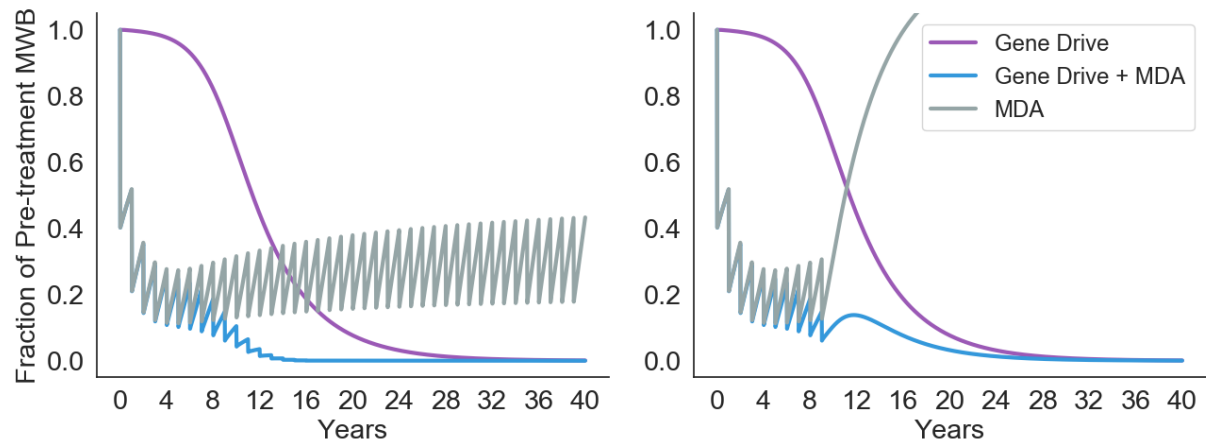 Fraction of Pre-treatment MWB
1.0
0.8
0.6
0.4
0.2
0.0
0 4 8 12 16 20 24 28 32 36 40
Years
1.0
0.8
0.6
0.4
0.2
0.0
0 4 8 12 16 20 24 28 32 36 40
Years
Gene Drive
Gene Drive + MDA
MDA